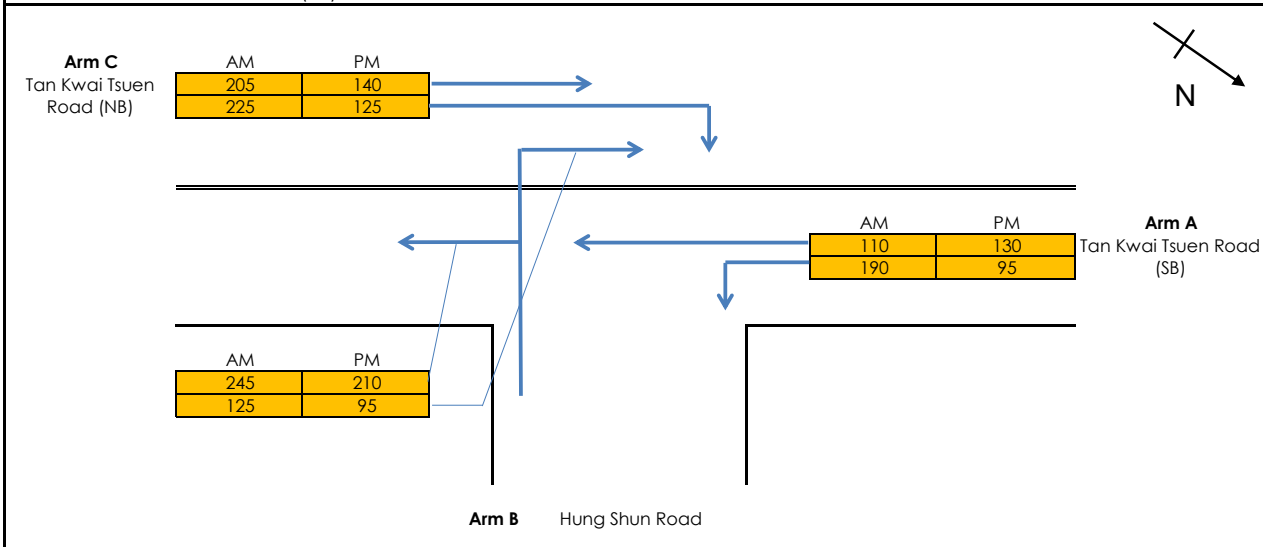 Arm C AM PM
Tan Kwai Tsuen 205 140
Road (NB) 225 125
N
AM PM Arm A
110 130 Tan Kwai Tsuen Road
190 95 (SB)
AM PM
245 210
125 95
Arm B Hung Shun Road